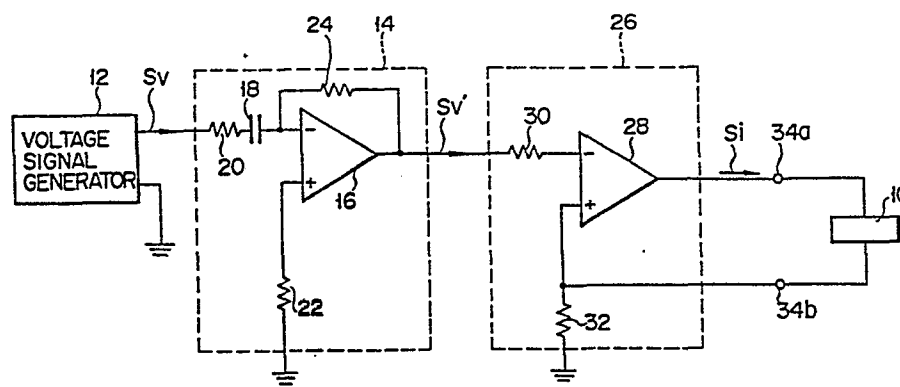 24
14
26
12
Sv
18
Sv'
30
28
Si
34a
VOLTAGE
SIGNAL
GENERATOR
20
-
+
16
-
+
10
22
32
34b